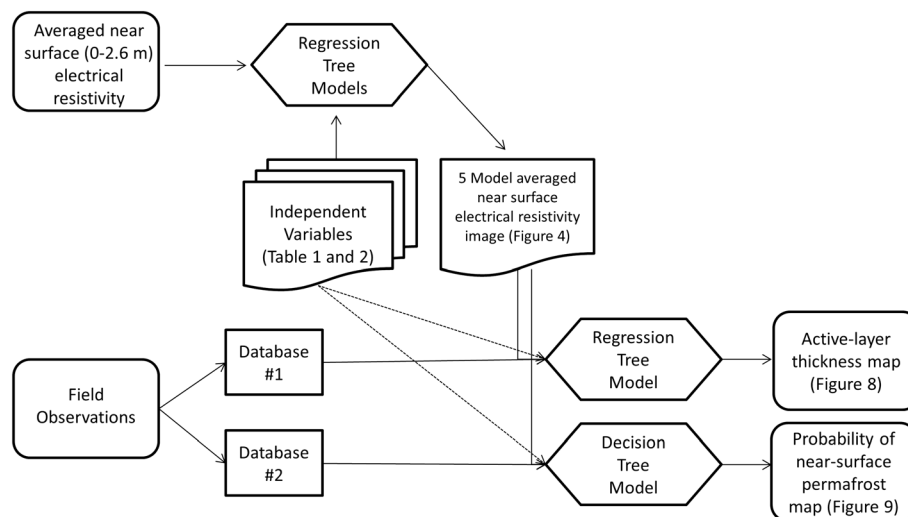 Averaged near
surface (0-2.6 m)
electrical
resistivity
Regression
Tree
Models
Independent
Variables
(Table 1 and 2)
5 Model averaged
near surface
electrical resistivity
image (Figure 4)
Field
Observations
Database
#1
Database
#2
Regression
Tree
Model
Active-layer
thickness map
(Figure 8)
Decision
Tree
Model
Probability of
near-surface
permafrost
map (Figure 9)